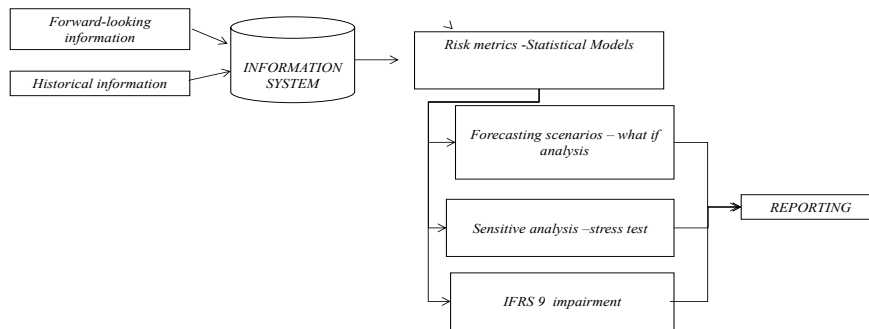 Forward-looking
information
Historical information
INFORMATION
SYSTEM
Risk metrics -Statistical Models
Forecasting scenarios – what if
analysis
Sensitive analysis –stress test
IFRS 9 impairment
REPORTING